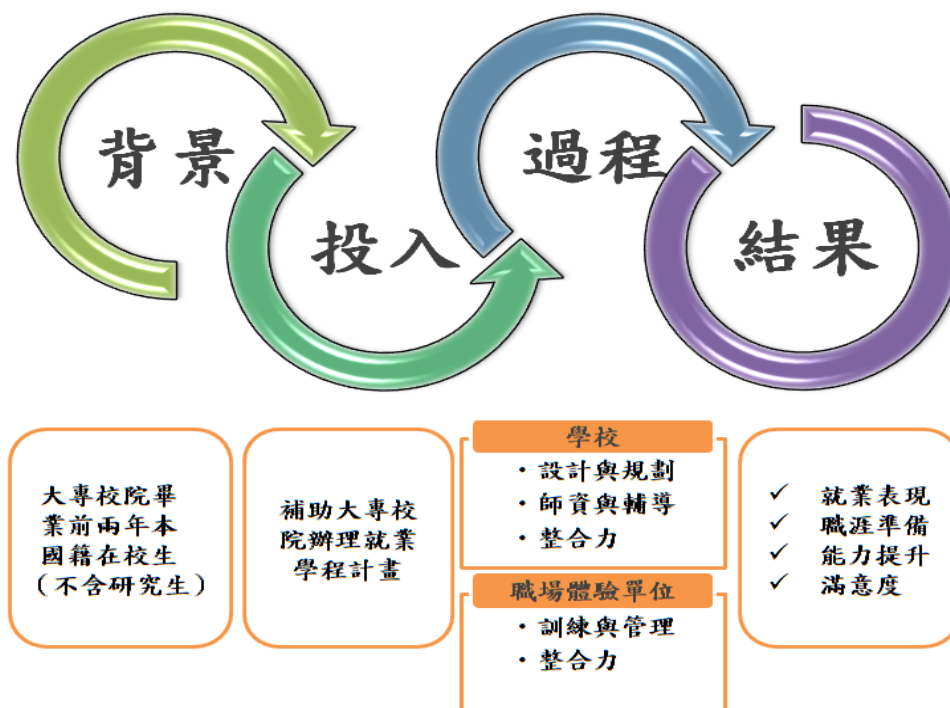 背景
投入
過程
結果
大專校院畢
業前兩年本
國籍在校生
（不含研究生）
補助大專校
院辦理就業
學程計畫
學校
・設計與規劃
・師資與輔導
・整合力
職場體驗單位
・訓練與管理
・整合力
✓ 就業表現
✓ 職涯準備
✓ 能力提升
✓ 滿意度